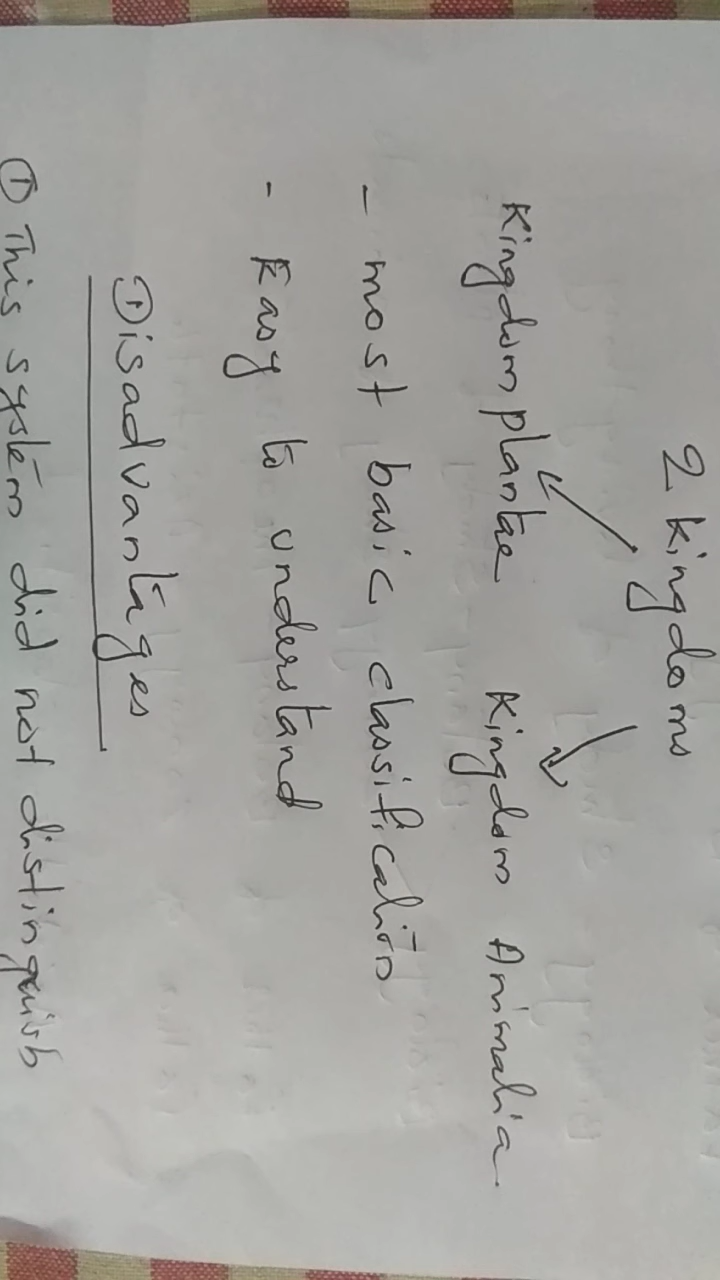 2 kingdoms
Kingdom plantae Kingdom Animalia.
- most basic classification
- Easy to understand
Disadvantages
① This system did not distinguish